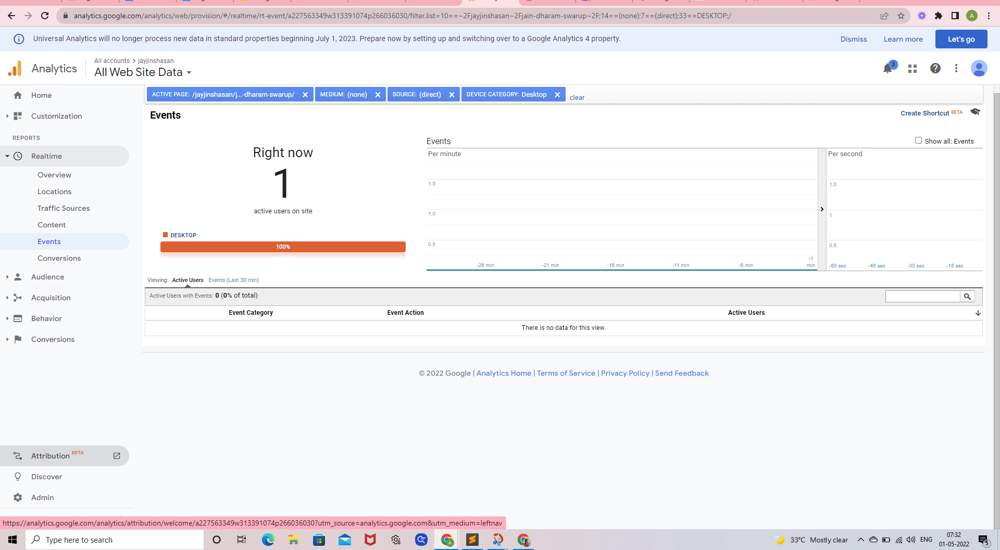 analytics.google.com/analytics/web/provision/#/realtime/rt-event/a227563349w313391074p266036030/filter.list=10==~2Fjayjinshasan~2Fjain-dharam-swarup~2F;14==(none);7==(direct);33==DESKTOP;/
A
Universal Analytics will no longer process new data in standard properties beginning July 1, 2023. Prepare now by setting up and switching over to a Google Analytics 4 property.
Dismiss
Learn more
Let's go
Analytics
All accounts > jayjinshasan
All Web Site Data
3
Home
Customization
REPORTS
Realtime
Overview
Locations
Traffic Sources
Content
Events
Conversions
Audience
Acquisition
Behavior
Conversions
Attribution BETA
Discover
Admin
ACTIVE PAGE: /jayjinshasan/j...-dharam-swarup/
MEDIUM: (none)
SOURCE: (direct)
DEVICE CATEGORY: Desktop
clear
Events
Create Shortcut BETA
Right now
1
active users on site
DESKTOP
100%
Events
Show all: Events
Per minute
1.5
1.0
0.5
-26 min
-21 min
-16 min
-11 min
-6 min
-1 min
Per second
1.5
1
0.5
-60 sec
-45 sec
-30 sec
-15 sec
Viewing: Active Users Events (Last 30 min)
Active Users with Events: 0 (0% of total)
Event Category
Event Action
Active Users
There is no data for this view.
© 2022 Google | Analytics Home | Terms of Service | Privacy Policy | Send Feedback
https://analytics.google.com/analytics/attribution/welcome/a227563349w313391074p266036030?utm_source=analytics.google.com&utm_medium=leftnav
Type here to search
A
33°C Mostly clear
ENG
07:32
01-05-2022
5